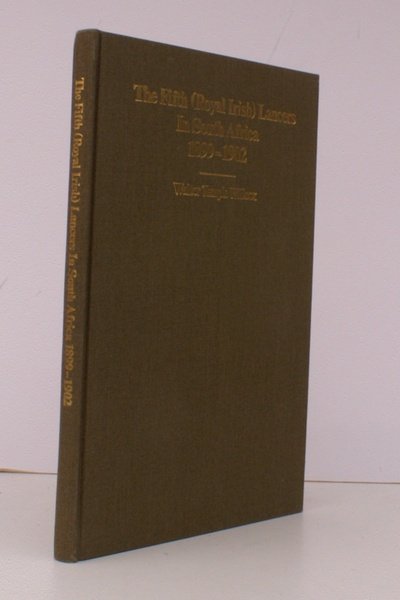 The Fifth (Royal Irish) Lancers
In South Africa
1899–1902
Walter Temple Willcox
The Fifth (Royal Irish) Lancers In South Africa 1899–1902